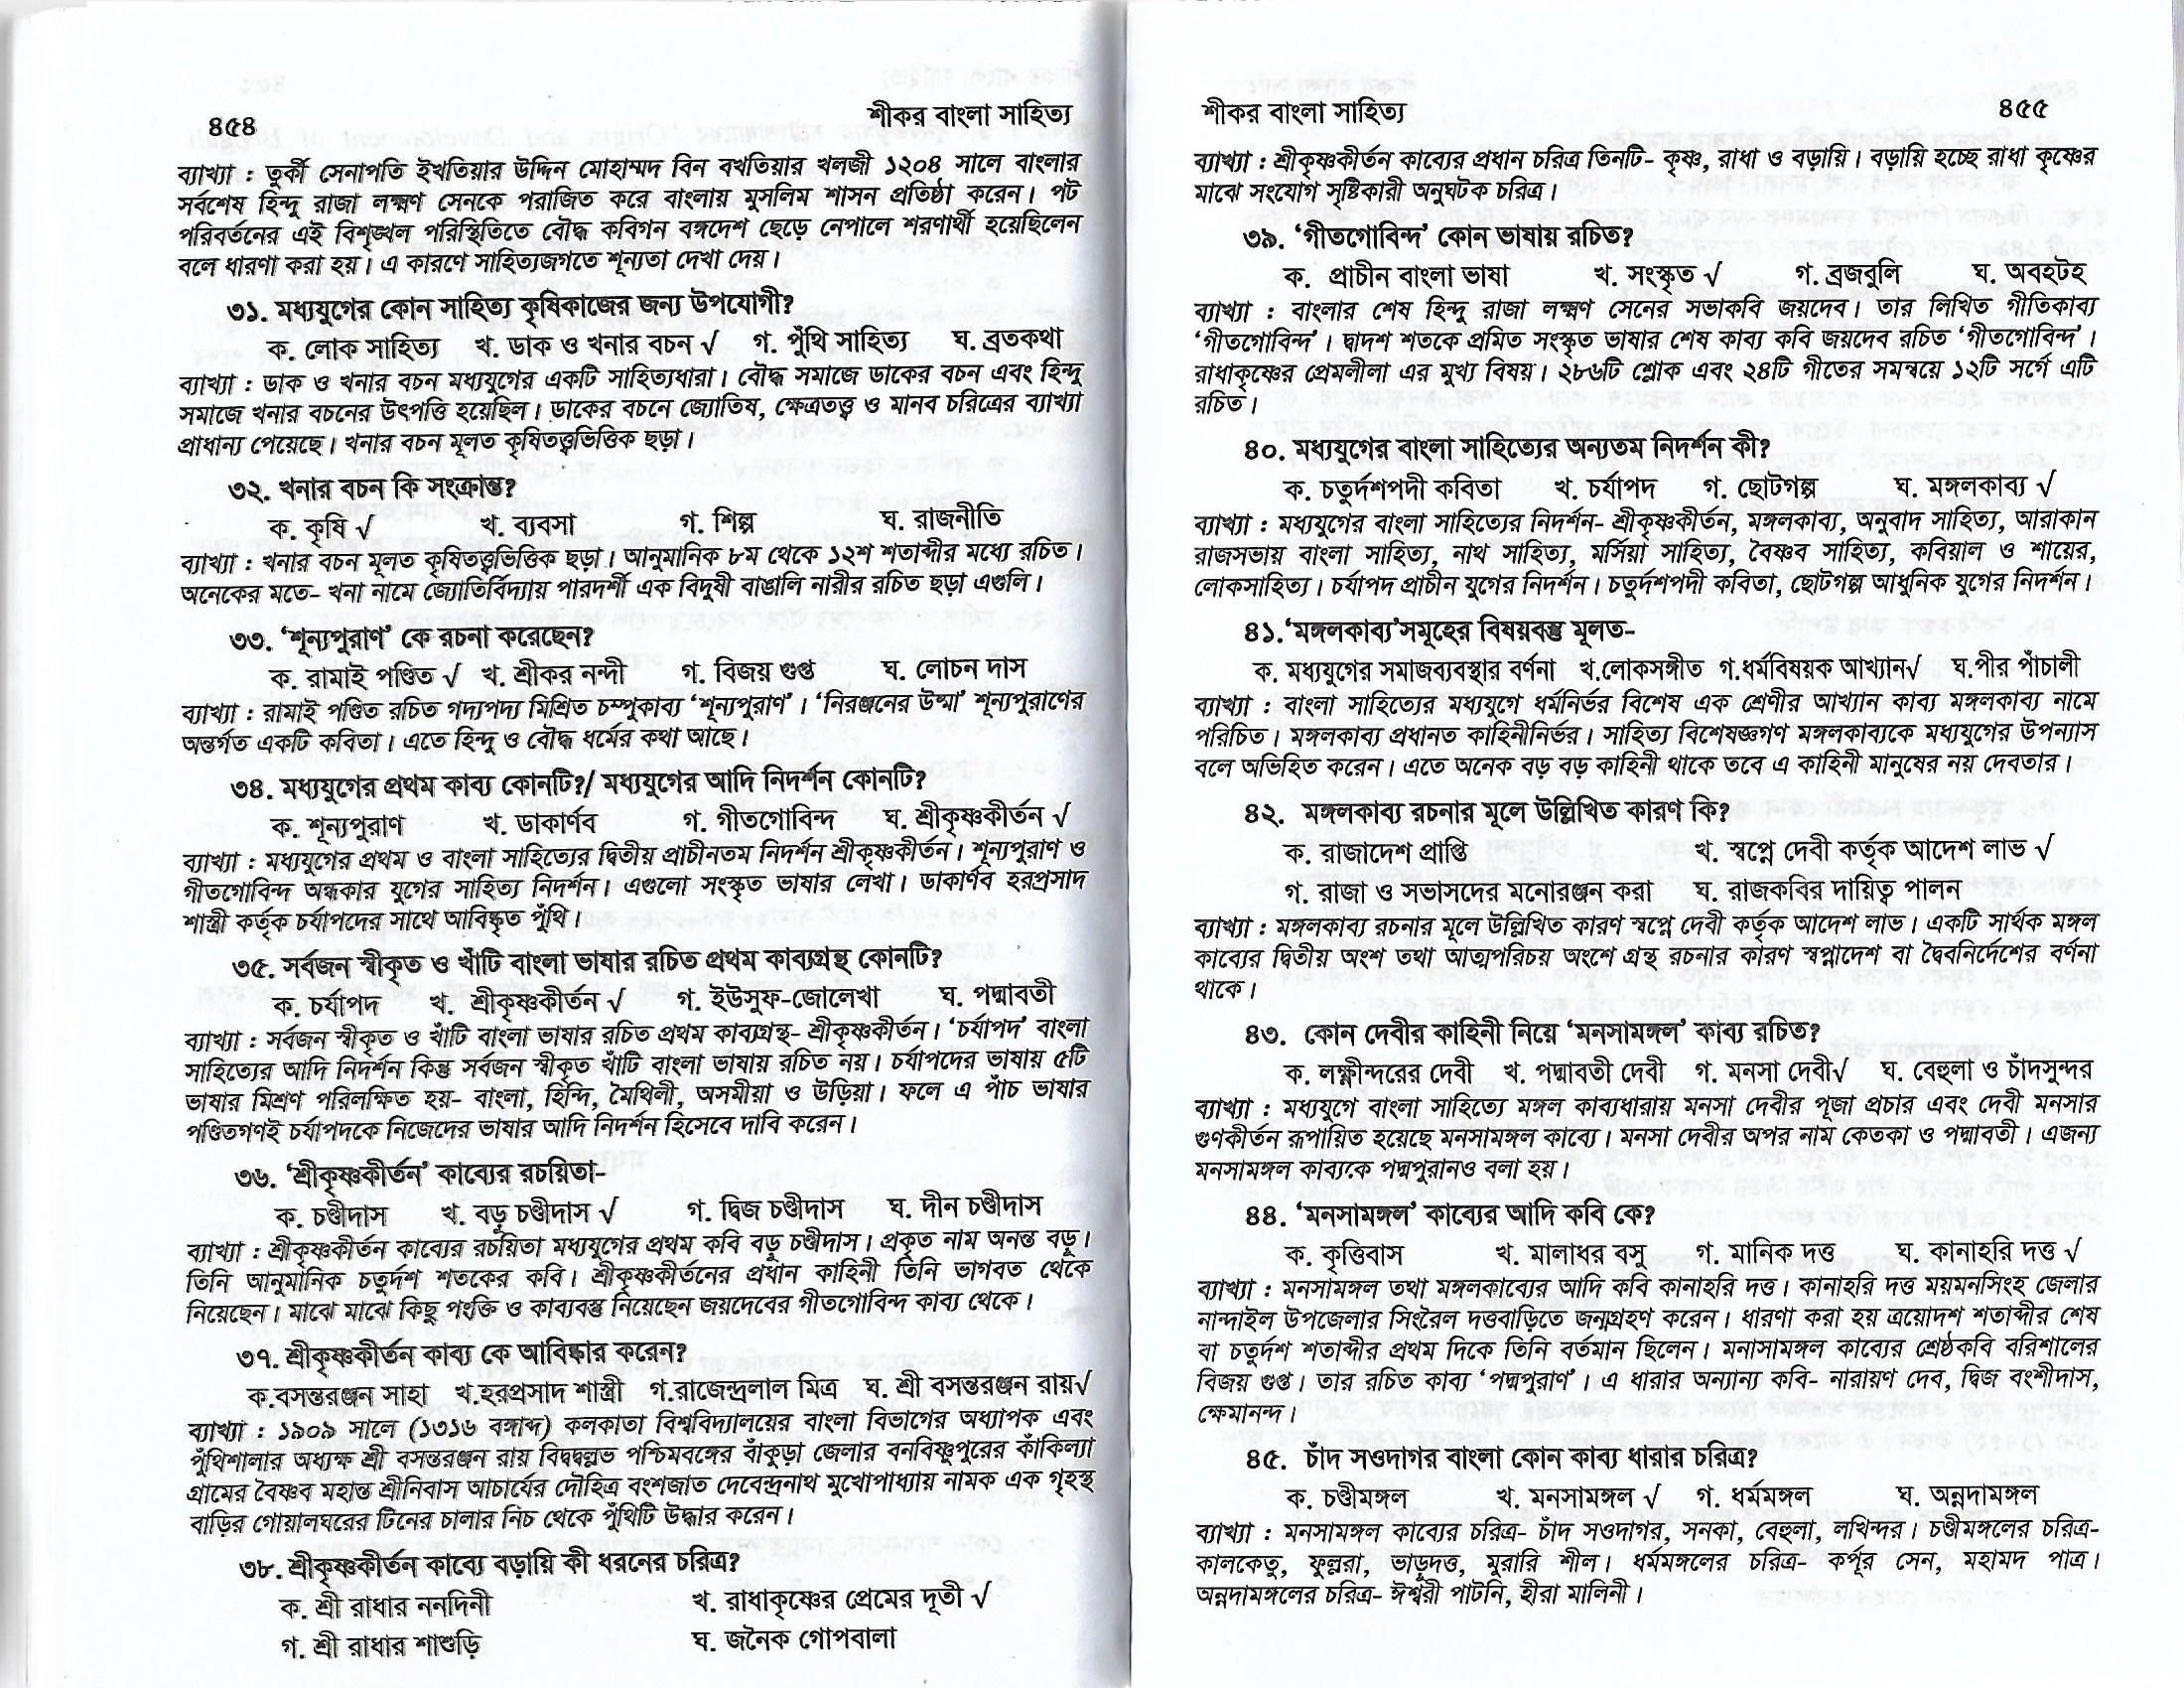 ৪৫৪
শীকর বাংলা সাহিত্য
ব্যাখ্যা : তুর্কী সেনাপতি ইখতিয়ার উদ্দিন মোহাম্মদ বিন বখতিয়ার খলজী ১২০৪ সালে বাংলার
সর্বশেষ হিন্দু রাজা লক্ষ্মণ সেনকে পরাজিত করে বাংলায় মুসলিম শাসন প্রতিষ্ঠা করেন। পট
পরিবর্তনের এই বিশৃঙ্খল পরিস্থিতিতে বৌদ্ধ কবিগন বঙ্গদেশ ছেড়ে নেপালে শরণার্থী হয়েছিলেন
বলে ধারণা করা হয়। এ কারণে সাহিত্যজগতে শূন্যতা দেখা দেয়।
৩১. মধ্যযুগের কোন সাহিত্য কৃষিকাজের জন্য উপযোগী?
ক. লোক সাহিত্য খ. ডাক ও খনার বচন √ গ. পুঁথি সাহিত্য ঘ. ব্রতকথা
ব্যাখ্যা : ডাক ও খনার বচন মধ্যযুগের একটি সাহিত্যধারা। বৌদ্ধ সমাজে ডাকের বচন এবং হিন্দু
সমাজে খনার বচনের উৎপত্তি হয়েছিল। ডাকের বচনে জ্যোতিষ, ক্ষেত্রতত্ত্ব ও মানব চরিত্রের ব্যাখ্যা
প্রাধান্য পেয়েছে। খনার বচন মূলত কৃষিতত্ত্বভিত্তিক ছড়া।
৩২. খনার বচন কি সংক্রান্ত?
ক. কৃষি √ খ. ব্যবসা গ. শিল্প ঘ. রাজনীতি
ব্যাখ্যা : খনার বচন মূলত কৃষিতত্ত্বভিত্তিক ছড়া। আনুমানিক ৮ম থেকে ১২শ শতাব্দীর মধ্যে রচিত।
অনেকের মতে- খনা নামে জ্যোতির্বিদ্যায় পারদর্শী এক বিদুষী বাঙালি নারীর রচিত ছড়া এগুলি।
৩৩. ‘শূন্যপুরাণ’ কে রচনা করেছেন?
ক. রামাই পণ্ডিত √ খ. শ্রীকর নন্দী গ. বিজয় গুপ্ত ঘ. লোচন দাস
ব্যাখ্যা : রামাই পণ্ডিত রচিত গদ্যপদ্য মিশ্রিত চম্পুকাব্য ‘শূন্যপুরাণ’। ‘নিরঞ্জনের উষ্মা’ শূন্যপুরাণের
অন্তর্গত একটি কবিতা। এতে হিন্দু ও বৌদ্ধ ধর্মের কথা আছে।
৩৪. মধ্যযুগের প্রথম কাব্য কোনটি?/ মধ্যযুগের আদি নিদর্শন কোনটি?
ক. শূন্যপুরাণ খ. ডাকার্ণব গ. গীতগোবিন্দ ঘ. শ্রীকৃষ্ণকীর্তন √
ব্যাখ্যা : মধ্যযুগের প্রথম ও বাংলা সাহিত্যের দ্বিতীয় প্রাচীনতম নিদর্শন শ্রীকৃষ্ণকীর্তন। শূন্যপুরাণ ও
গীতগোবিন্দ অন্ধকার যুগের সাহিত্য নিদর্শন। এগুলো সংস্কৃত ভাষার লেখা। ডাকার্ণব হরপ্রসাদ
শাস্ত্রী কর্তৃক চর্যাপদের সাথে আবিষ্কৃত পুঁথি।
৩৫. সর্বজন স্বীকৃত ও খাঁটি বাংলা ভাষার রচিত প্রথম কাব্যগ্রন্থ কোনটি?
ক. চর্যাপদ খ. শ্রীকৃষ্ণকীর্তন √ গ. ইউসুফ-জোলেখা ঘ. পদ্মাবতী
ব্যাখ্যা : সর্বজন স্বীকৃত ও খাঁটি বাংলা ভাষার রচিত প্রথম কাব্যগ্রন্থ- শ্রীকৃষ্ণকীর্তন। ‘চর্যাপদ’ বাংলা
সাহিত্যের আদি নিদর্শন কিন্তু সর্বজন স্বীকৃত খাঁটি বাংলা ভাষায় রচিত নয়। চর্যাপদের ভাষায় ৫টি
ভাষার মিশ্রণ পরিলক্ষিত হয়- বাংলা, হিন্দি, মৈথিলী, অসমীয়া ও উড়িয়া। ফলে এ পাঁচ ভাষার
পণ্ডিতগণই চর্যাপদকে নিজেদের ভাষার আদি নিদর্শন হিসেবে দাবি করেন।
৩৬. ‘শ্রীকৃষ্ণকীর্তন’ কাব্যের রচয়িতা-
ক. চণ্ডীদাস খ. বড়ু চণ্ডীদাস √ গ. দ্বিজ চণ্ডীদাস ঘ. দীন চণ্ডীদাস
ব্যাখ্যা : শ্রীকৃষ্ণকীর্তন কাব্যের রচয়িতা মধ্যযুগের প্রথম কবি বড়ু চণ্ডীদাস। প্রকৃত নাম অনন্ত বড়ু।
তিনি আনুমানিক চতুর্দশ শতকের কবি। শ্রীকৃষ্ণকীর্তনের প্রধান কাহিনী তিনি ভাগবত থেকে
নিয়েছেন। মাঝে মাঝে কিছু পংক্তি ও কাব্যবস্তু নিয়েছেন জয়দেবের গীতগোবিন্দ কাব্য থেকে।
৩৭. শ্রীকৃষ্ণকীর্তন কাব্য কে আবিষ্কার করেন?
ক.বসন্তরঞ্জন সাহা খ.হরপ্রসাদ শাস্ত্রী গ.রাজেন্দ্রলাল মিত্র ঘ. শ্রী বসন্তরঞ্জন রায়√
ব্যাখ্যা : ১৯০৯ সালে (১৩১৬ বঙ্গাব্দ) কলকাতা বিশ্ববিদ্যালয়ের বাংলা বিভাগের অধ্যাপক এবং
পুঁথিশালার অধ্যক্ষ শ্রী বসন্তরঞ্জন রায় বিদ্বদ্বল্লভ পশ্চিমবঙ্গের বাঁকুড়া জেলার বনবিষ্ণুপুরের কাঁকিল্যা
গ্রামের বৈষ্ণব মহান্ত শ্রীনিবাস আচার্যের দৌহিত্র বংশজাত দেবেন্দ্রনাথ মুখোপাধ্যায় নামক এক গৃহস্থ
বাড়ির গোয়ালঘরের টিনের চালার নিচ থেকে পুঁথিটি উদ্ধার করেন।
৩৮. শ্রীকৃষ্ণকীর্তন কাব্যে বড়ায়ি কী ধরনের চরিত্র?
ক. শ্রী রাধার ননদিনী খ. রাধাকৃষ্ণের প্রেমের দূতী √
গ. শ্রী রাধার শাশুড়ি ঘ. জনৈক গোপবালা
শীকর বাংলা সাহিত্য
৪৫৫
ব্যাখ্যা : শ্রীকৃষ্ণকীর্তন কাব্যের প্রধান চরিত্র তিনটি- কৃষ্ণ, রাধা ও বড়ায়ি। বড়ায়ি হচ্ছে রাধা কৃষ্ণের
মাঝে সংযোগ সৃষ্টিকারী অনুঘটক চরিত্র।
৩৯. ‘গীতগোবিন্দ’ কোন ভাষায় রচিত?
ক. প্রাচীন বাংলা ভাষা খ. সংস্কৃত √ গ. ব্রজবুলি ঘ. অবহটহ
ব্যাখ্যা : বাংলার শেষ হিন্দু রাজা লক্ষ্মণ সেনের সভাকবি জয়দেব। তার লিখিত গীতিকাব্য
‘গীতগোবিন্দ’। দ্বাদশ শতকে প্রমিত সংস্কৃত ভাষার শেষ কাব্য কবি জয়দেব রচিত ‘গীতগোবিন্দ’।
রাধাকৃষ্ণের প্রেমলীলা এর মুখ্য বিষয়। ২৮৬টি শ্লোক এবং ২৪টি গীতের সমন্বয়ে ১২টি সর্গে এটি
রচিত।
৪০. মধ্যযুগের বাংলা সাহিত্যের অন্যতম নিদর্শন কী?
ক. চতুর্দশপদী কবিতা খ. চর্যাপদ গ. ছোটগল্প ঘ. মঙ্গলকাব্য √
ব্যাখ্যা : মধ্যযুগের বাংলা সাহিত্যের নিদর্শন- শ্রীকৃষ্ণকীর্তন, মঙ্গলকাব্য, অনুবাদ সাহিত্য, আরাকান
রাজসভায় বাংলা সাহিত্য, নাথ সাহিত্য, মর্সিয়া সাহিত্য, বৈষ্ণব সাহিত্য, কবিয়াল ও শায়ের,
লোকসাহিত্য। চর্যাপদ প্রাচীন যুগের নিদর্শন। চতুর্দশপদী কবিতা, ছোটগল্প আধুনিক যুগের নিদর্শন।
৪১.‘মঙ্গলকাব্য’সমূহের বিষয়বস্তু মূলত-
ক. মধ্যযুগের সমাজব্যবস্থার বর্ণনা খ.লোকসঙ্গীত গ.ধর্মবিষয়ক আখ্যান√ ঘ.পীর পাঁচালী
ব্যাখ্যা : বাংলা সাহিত্যের মধ্যযুগে ধর্মনির্ভর বিশেষ এক শ্রেণীর আখ্যান কাব্য মঙ্গলকাব্য নামে
পরিচিত। মঙ্গলকাব্য প্রধানত কাহিনীনির্ভর। সাহিত্য বিশেষজ্ঞগণ মঙ্গলকাব্যকে মধ্যযুগের উপন্যাস
বলে অভিহিত করেন। এতে অনেক বড় বড় কাহিনী থাকে তবে এ কাহিনী মানুষের নয় দেবতার।
৪২. মঙ্গলকাব্য রচনার মূলে উল্লিখিত কারণ কি?
ক. রাজাদেশ প্রাপ্তি খ. স্বপ্নে দেবী কর্তৃক আদেশ লাভ √
গ. রাজা ও সভাসদের মনোরঞ্জন করা ঘ. রাজকবির দায়িত্ব পালন
ব্যাখ্যা : মঙ্গলকাব্য রচনার মূলে উল্লিখিত কারণ স্বপ্নে দেবী কর্তৃক আদেশ লাভ। একটি সার্থক মঙ্গল
কাব্যের দ্বিতীয় অংশ তথা আত্মপরিচয় অংশে গ্রন্থ রচনার কারণ স্বপ্নাদেশ বা দ্বৈবনির্দেশের বর্ণনা
থাকে।
৪৩. কোন দেবীর কাহিনী নিয়ে ‘মনসামঙ্গল’ কাব্য রচিত?
ক. লক্ষ্ণীন্দরের দেবী খ. পদ্মাবতী দেবী গ. মনসা দেবী√ ঘ. বেহুলা ও চাঁদসুন্দর
ব্যাখ্যা : মধ্যযুগে বাংলা সাহিত্যে মঙ্গল কাব্যধারায় মনসা দেবীর পূজা প্রচার এবং দেবী মনসার
গুণকীর্তন রূপায়িত হয়েছে মনসামঙ্গল কাব্যে। মনসা দেবীর অপর নাম কেতকা ও পদ্মাবতী। এজন্য
মনসামঙ্গল কাব্যকে পদ্মপুরানও বলা হয়।
৪৪. ‘মনসামঙ্গল’ কাব্যের আদি কবি কে?
ক. কৃত্তিবাস খ. মালাধর বসু গ. মানিক দত্ত ঘ. কানাহরি দত্ত √
ব্যাখ্যা : মনসামঙ্গল তথা মঙ্গলকাব্যের আদি কবি কানাহরি দত্ত। কানাহরি দত্ত ময়মনসিংহ জেলার
নান্দাইল উপজেলার সিংরৈল দত্তবাড়িতে জন্মগ্রহণ করেন। ধারণা করা হয় ত্রয়োদশ শতাব্দীর শেষ
বা চতুর্দশ শতাব্দীর প্রথম দিকে তিনি বর্তমান ছিলেন। মনাসামঙ্গল কাব্যের শ্রেষ্ঠকবি বরিশালের
বিজয় গুপ্ত। তার রচিত কাব্য ‘পদ্মপুরাণ’। এ ধারার অন্যান্য কবি- নারায়ণ দেব, দ্বিজ বংশীদাস,
ক্ষেমানন্দ।
৪৫. চাঁদ সওদাগর বাংলা কোন কাব্য ধারার চরিত্র?
ক. চণ্ডীমঙ্গল খ. মনসামঙ্গল √ গ. ধর্মমঙ্গল ঘ. অন্নদামঙ্গল
ব্যাখ্যা : মনসামঙ্গল কাব্যের চরিত্র- চাঁদ সওদাগর, সনকা, বেহুলা, লখিন্দর। চণ্ডীমঙ্গলের চরিত্র-
কালকেতু, ফুল্লরা, ভাড়ুদত্ত, মুরারি শীল। ধর্মমঙ্গলের চরিত্র- কর্পূর সেন, মহামদ পাত্র।
অন্নদামঙ্গলের চরিত্র- ঈশ্বরী পাটনি, হীরা মালিনী।